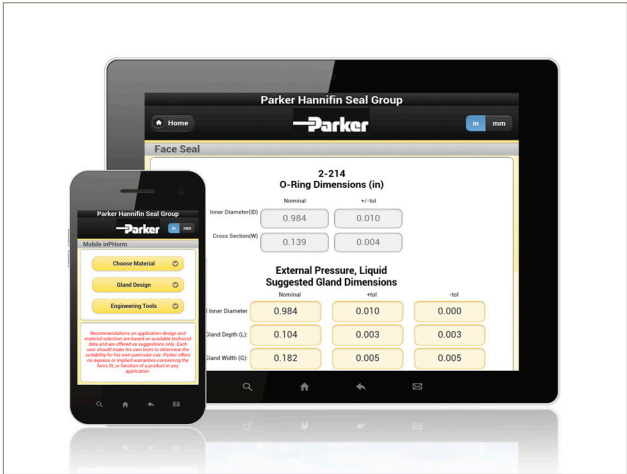 Parker Hannifin Seal Group
Home
Parker
in mm
Face Seal
2-214
O-Ring Dimensions (in)
Nominal +/-tol
Inner Diameter(ID) 0.984 0.010
Cross Section(W) 0.139 0.004
External Pressure, Liquid
Suggested Gland Dimensions
Nominal +tol -tol
Inner Diameter 0.984 0.010 0.000
Gland Depth (L): 0.104 0.003 0.003
Gland Width (G): 0.182 0.005 0.005
Parker Hannifin Seal Group
Parker
in mm
Mobile inPHorm
Choose Material
Gland Design
Engineering Tools
Recommendations on application design and
material selection are based on available technical
data and are offered as suggestions only. Each
user should make his own tests to determine the
suitability for his own particular use. Parker offers
no express or implied warranties concerning the
form, fit, or function of a product in any
application.